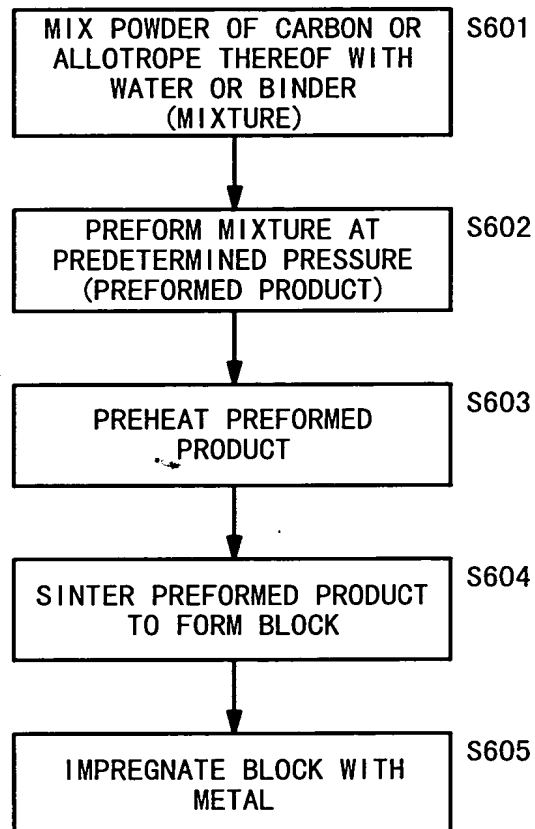 MIX POWDER OF CARBON OR
ALLOTROPE THEREOF WITH
WATER OR BINDER
(MIXTURE)
S601
PREFORM MIXTURE AT
PREDETERMINED PRESSURE
(PREFORMED PRODUCT)
S602
PREHEAT PREFORMED
PRODUCT
S603
SINTER PREFORMED PRODUCT
TO FORM BLOCK
S604
IMPREGNATE BLOCK WITH
METAL
S605